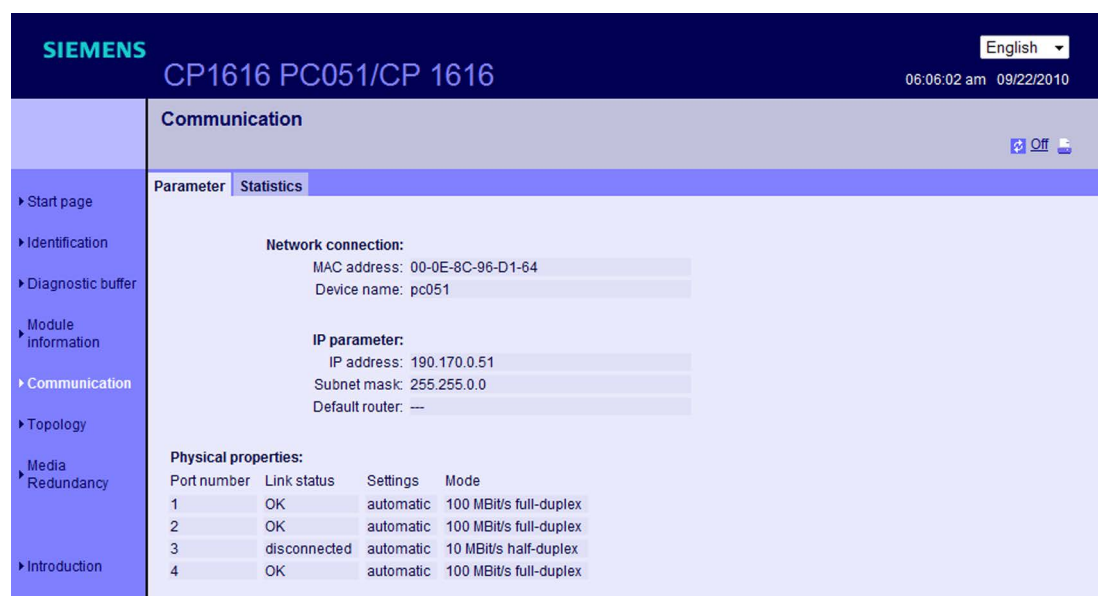 SIEMENS
English
CP1616 PC051/CP 1616
06:06:02 am 09/22/2010
Communication
Off
Parameter Statistics
Start page
Identification
Diagnostic buffer
Module
information
Communication
Topology
Media
Redundancy
Introduction
Network connection:
MAC address: 00-0E-8C-96-D1-64
Device name: pc051
IP parameter:
IP address: 190.170.0.51
Subnet mask: 255.255.0.0
Default router: ---
Physical properties:
Port number Link status Settings Mode
1 OK automatic 100 MBit/s full-duplex
2 OK automatic 100 MBit/s full-duplex
3 disconnected automatic 10 MBit/s half-duplex
4 OK automatic 100 MBit/s full-duplex